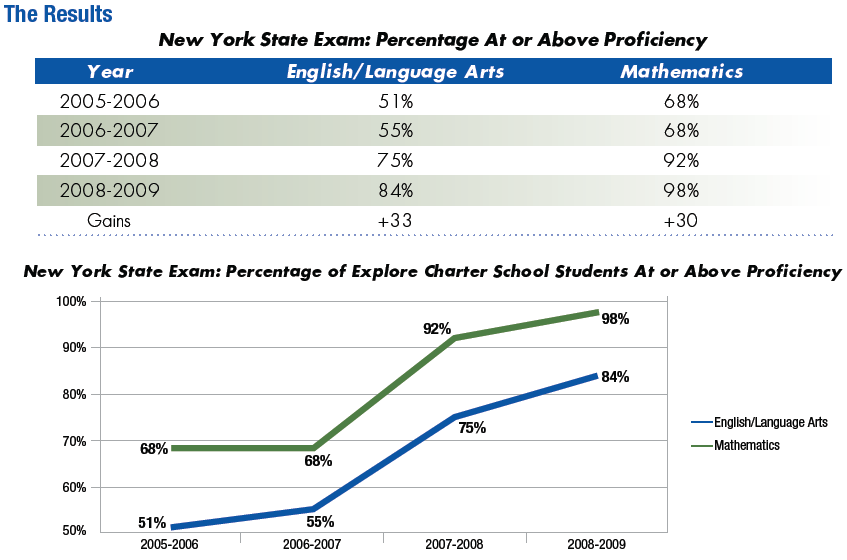 The Results
New York State Exam: Percentage At or Above Proficiency
Year English/Language Arts Mathematics
2005-2006 51% 68%
2006-2007 55% 68%
2007-2008 75% 92%
2008-2009 84% 98%
Gains +33 +30
New York State Exam: Percentage of Explore Charter School Students At or Above Proficiency
100%
98%
92%
90%
84%
80%
75%
English/Language Arts
70%
68%
68%
Mathematics
60%
51%
55%
50%
2005-2006 2006-2007 2007-2008 2008-2009